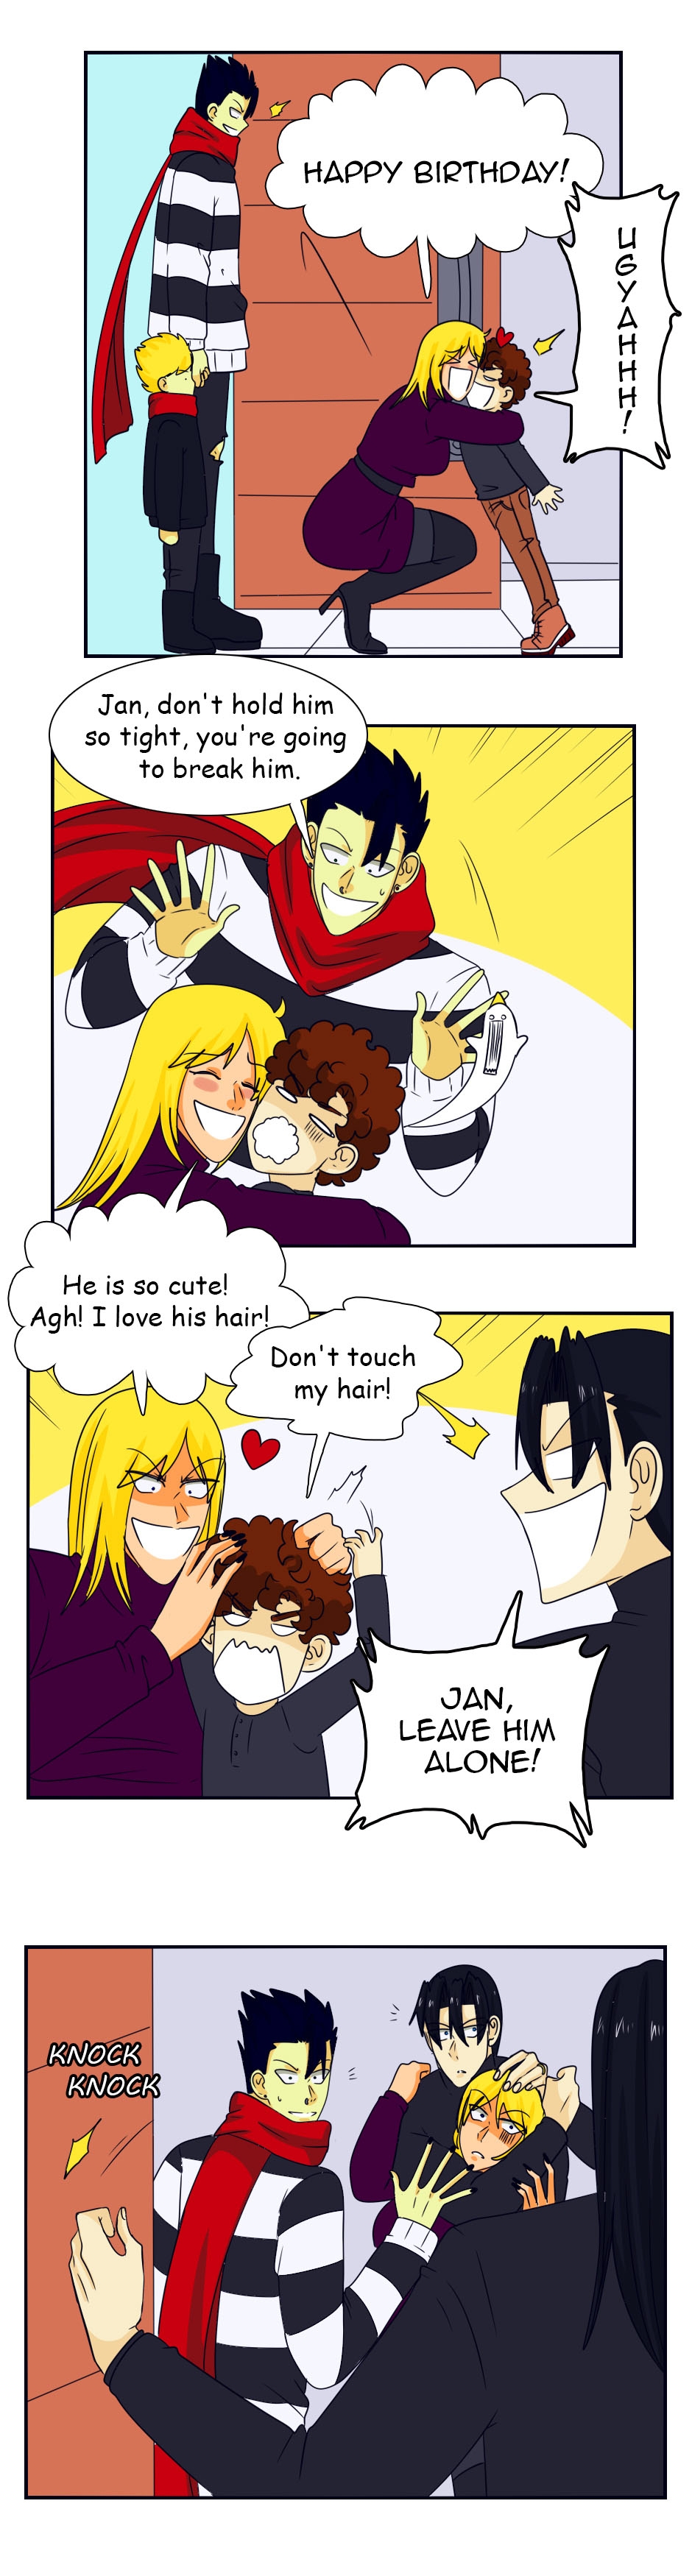 HAPPY BIRTHDAY!
UGYAHHH!
Jan, don't hold him
so tight, you're going
to break him.
He is so cute!
Agh! I love his hair!
Don't touch
my hair!
JAN,
LEAVE HIM
ALONE!
KNOCK
KNOCK